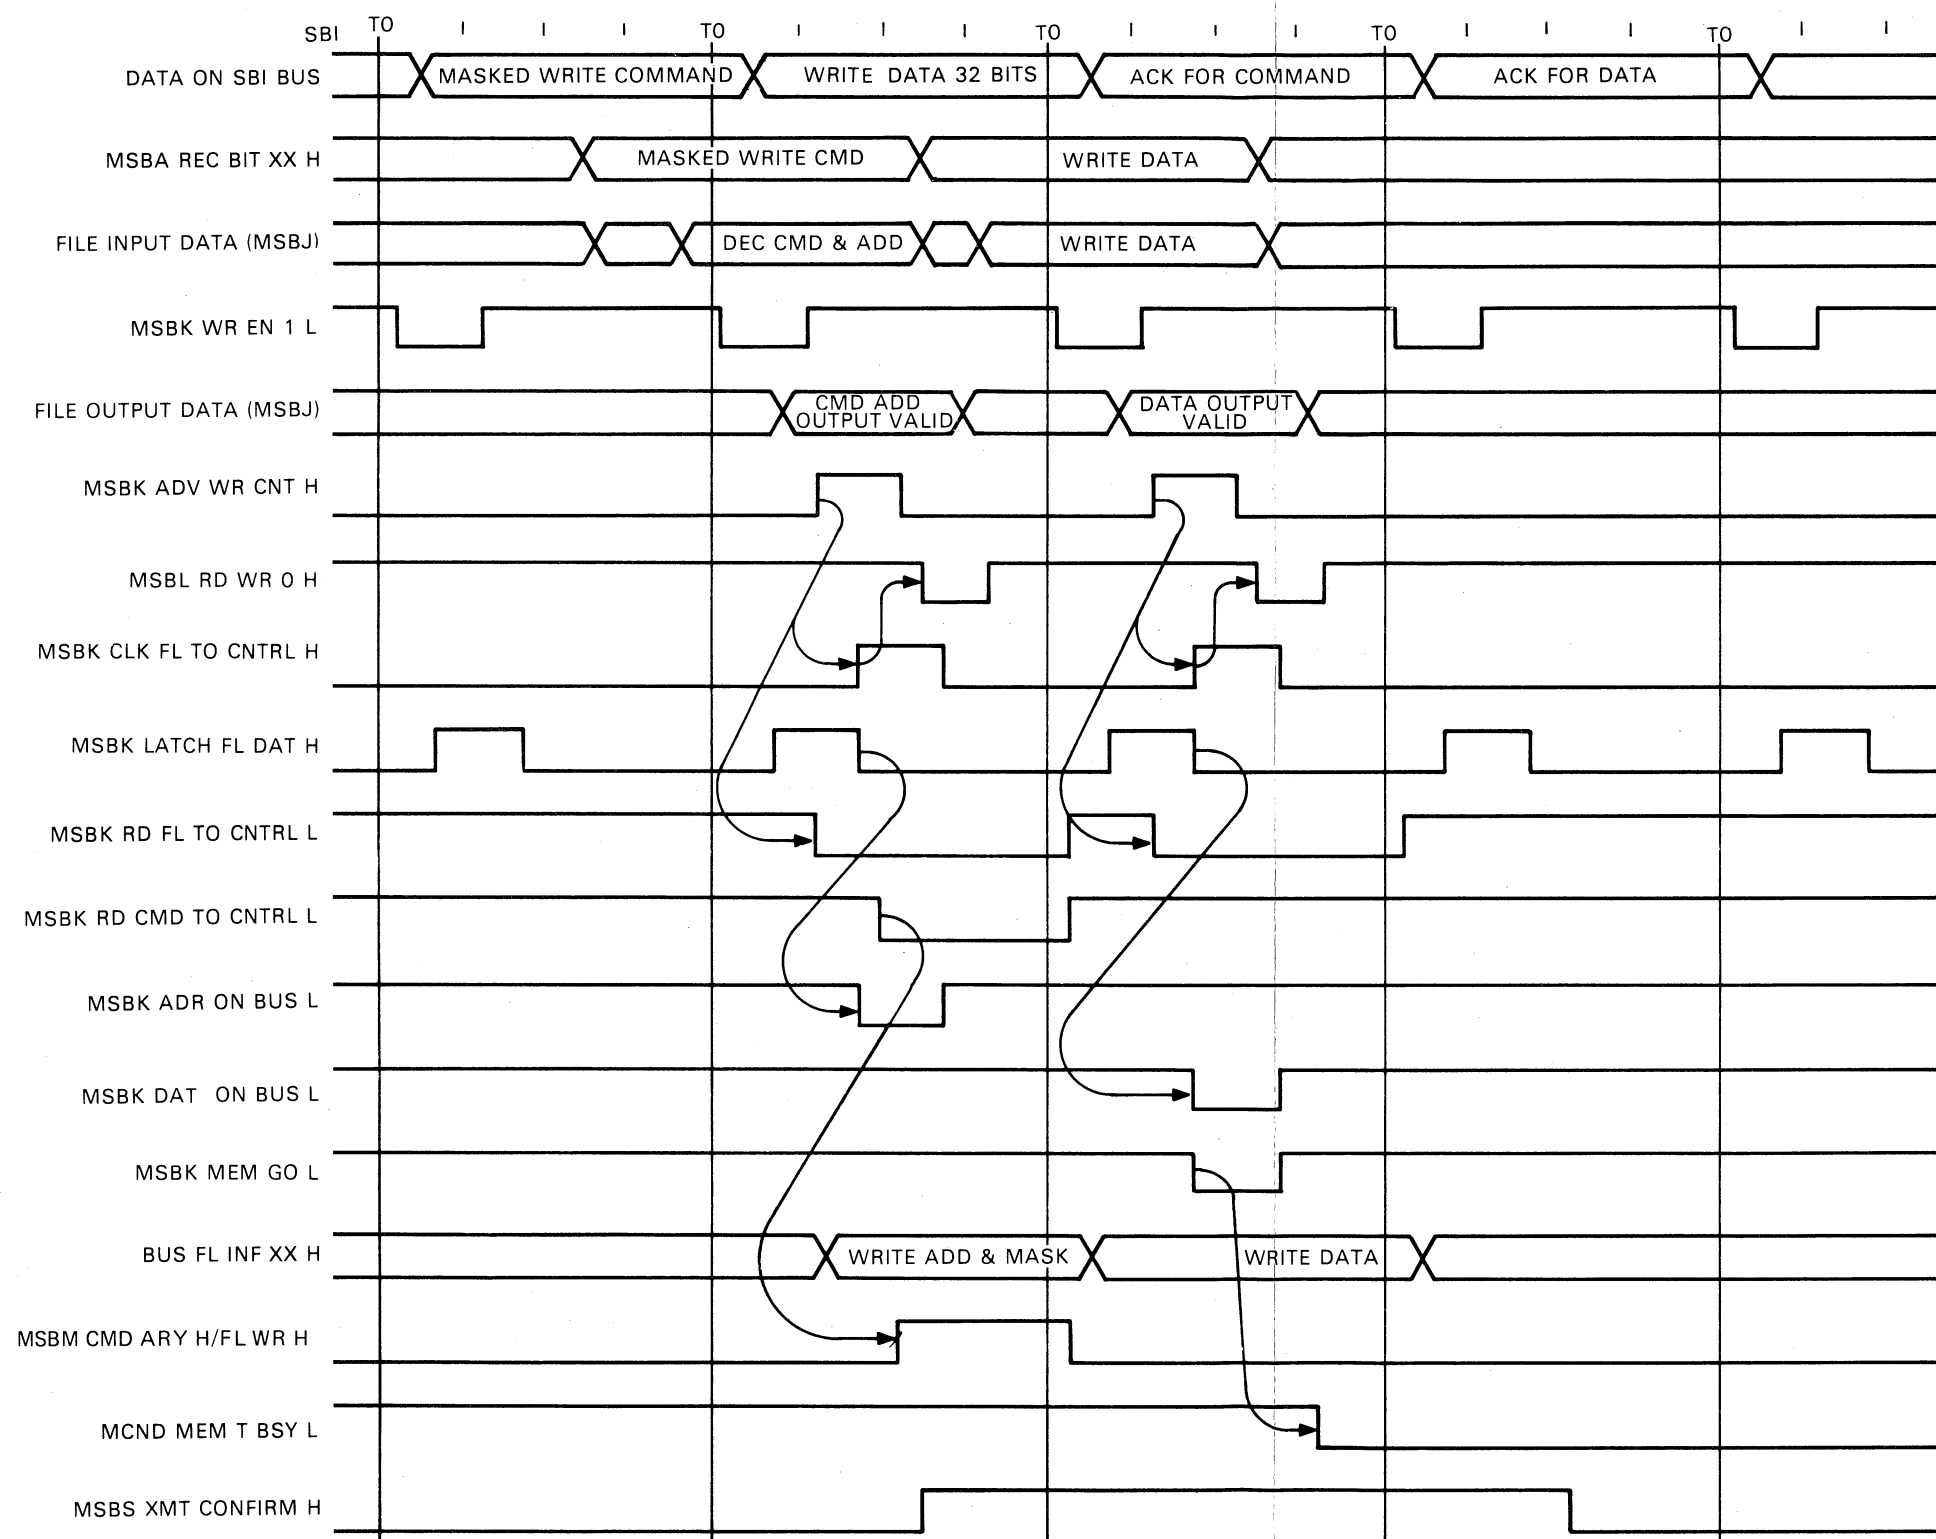 SBI TO TO TO TO TO
DATA ON SBI BUS MASKED WRITE COMMAND WRITE DATA 32 BITS ACK FOR COMMAND ACK FOR DATA
MSBA REC BIT XX H MASKED WRITE CMD WRITE DATA
FILE INPUT DATA (MSBJ) DEC CMD & ADD WRITE DATA
MSBK WR EN 1 L
FILE OUTPUT DATA (MSBJ) CMD ADD DATA OUTPUT
OUTPUT VALID VALID
MSBK ADV WR CNT H
MSBL RD WR 0 H
MSBK CLK FL TO CNTRL H
MSBK LATCH FL DAT H
MSBK RD FL TO CNTRL L
MSBK RD CMD TO CNTRL L
MSBK ADR ON BUS L
MSBK DAT ON BUS L
MSBK MEM GO L
BUS FL INF XX H WRITE ADD & MASK WRITE DATA
MSBM CMD ARY H/FL WR H
MCND MEM T BSY L
MSBS XMT CONFIRM H